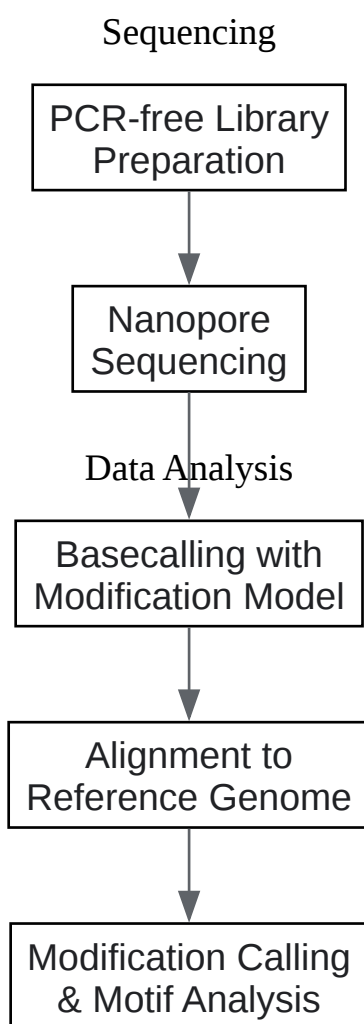 Sequencing
PCR-free Library
Preparation
Nanopore
Sequencing
Data Analysis
Basecalling with
Modification Model
Alignment to
Reference Genome
Modification Calling
& Motif Analysis